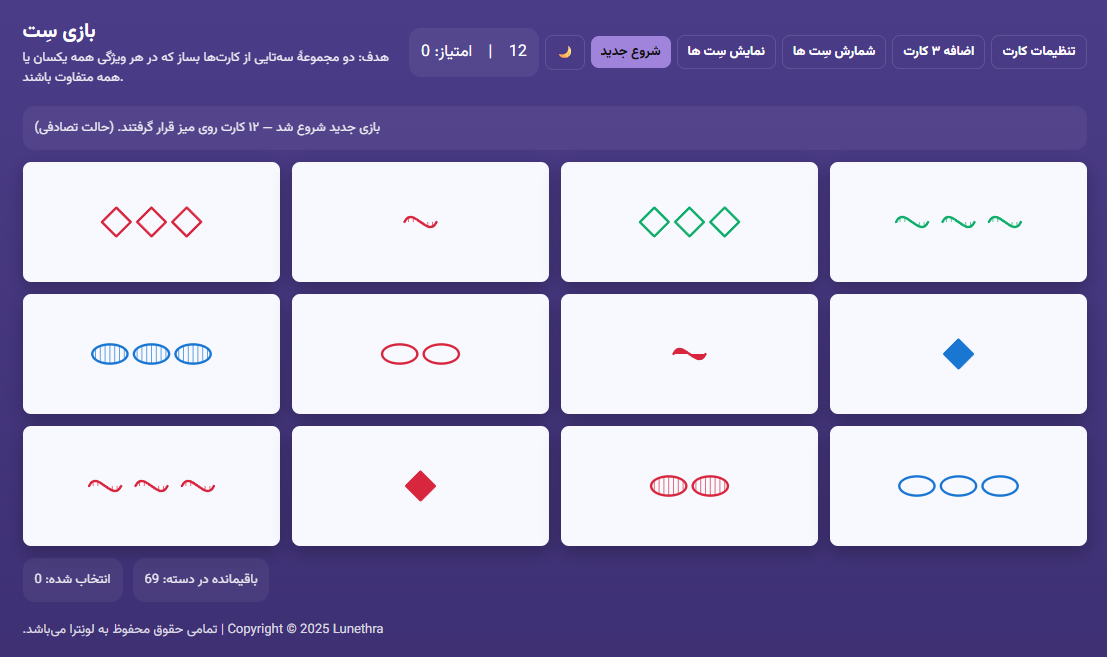 بازی سِت
هدف: دو مجموعهٔ سه‌تایی از کارت‌ها بساز که در هر ویژگی همه یکسان یا
همه متفاوت باشند.
امتیاز: 0 | 12
🌙
شروع جدید
نمایش سِت ها
شمارش سِت ها
اضافه ۳ کارت
تنظیمات کارت
بازی جدید شروع شد — ۱۲ کارت روی میز قرار گرفتند. (حالت تصادفی)
انتخاب شده: 0
باقیمانده در دسته: 69
تمامی حقوق محفوظ به لونِترا می‌باشد. | Copyright © 2025 Lunethra